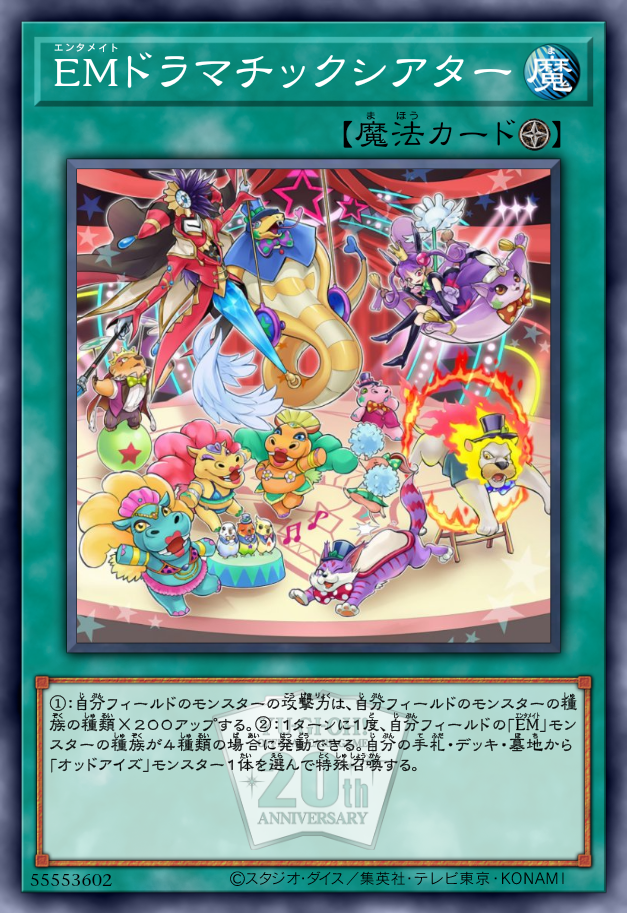 エンタメイト
EMドラマチックシアター 魔
【魔法カード】
①:自分フィールドのモンスターの攻撃力は、自分フィールドのモンスターの種
族の種類×200アップする。②:1ターンに1度、自分フィールドの「EM」モン
スターの種族が4種類の場合に発動できる。自分の手札・デッキ・墓地から
「オッドアイズ」モンスター1体を選んで特殊召喚する。
20th
ANNIVERSARY
55553602 ©スタジオ・ダイス/集英社・テレビ東京・KONAMI